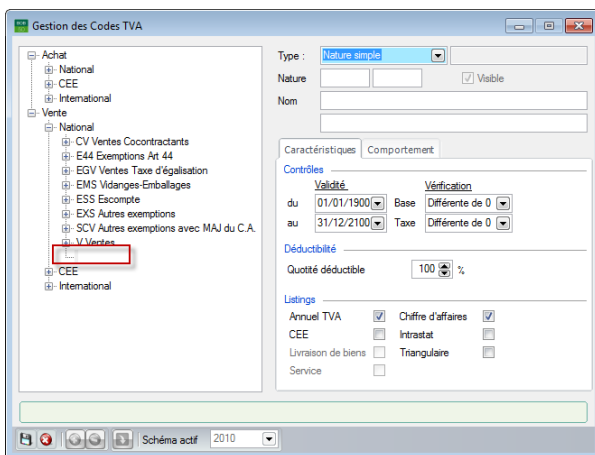 Gestion des Codes TVA
Achat
National
CEE
International
Vente
National
CV Ventes Cocontractants
E44 Exemptions Art 44
EGV Ventes Taxe d'égalisation
EMS Vidanges-Emballages
ESS Escompte
EXS Autres exemptions
SCV Autres exemptions avec MAJ du C.A.
V Ventes
CEE
International
Type : Nature simple
Nature Visible
Nom
Caractéristiques Comportement
Contrôles
Validité Vérification
du 01/01/1900 Base Différente de 0
au 31/12/2100 Taxe Différente de 0
Déductibilité
Quotité déductible 100 %
Listings
Annuel TVA Chiffre d'affaires
CEE Intrastat
Livraison de biens Triangulaire
Service
Schéma actif 2010